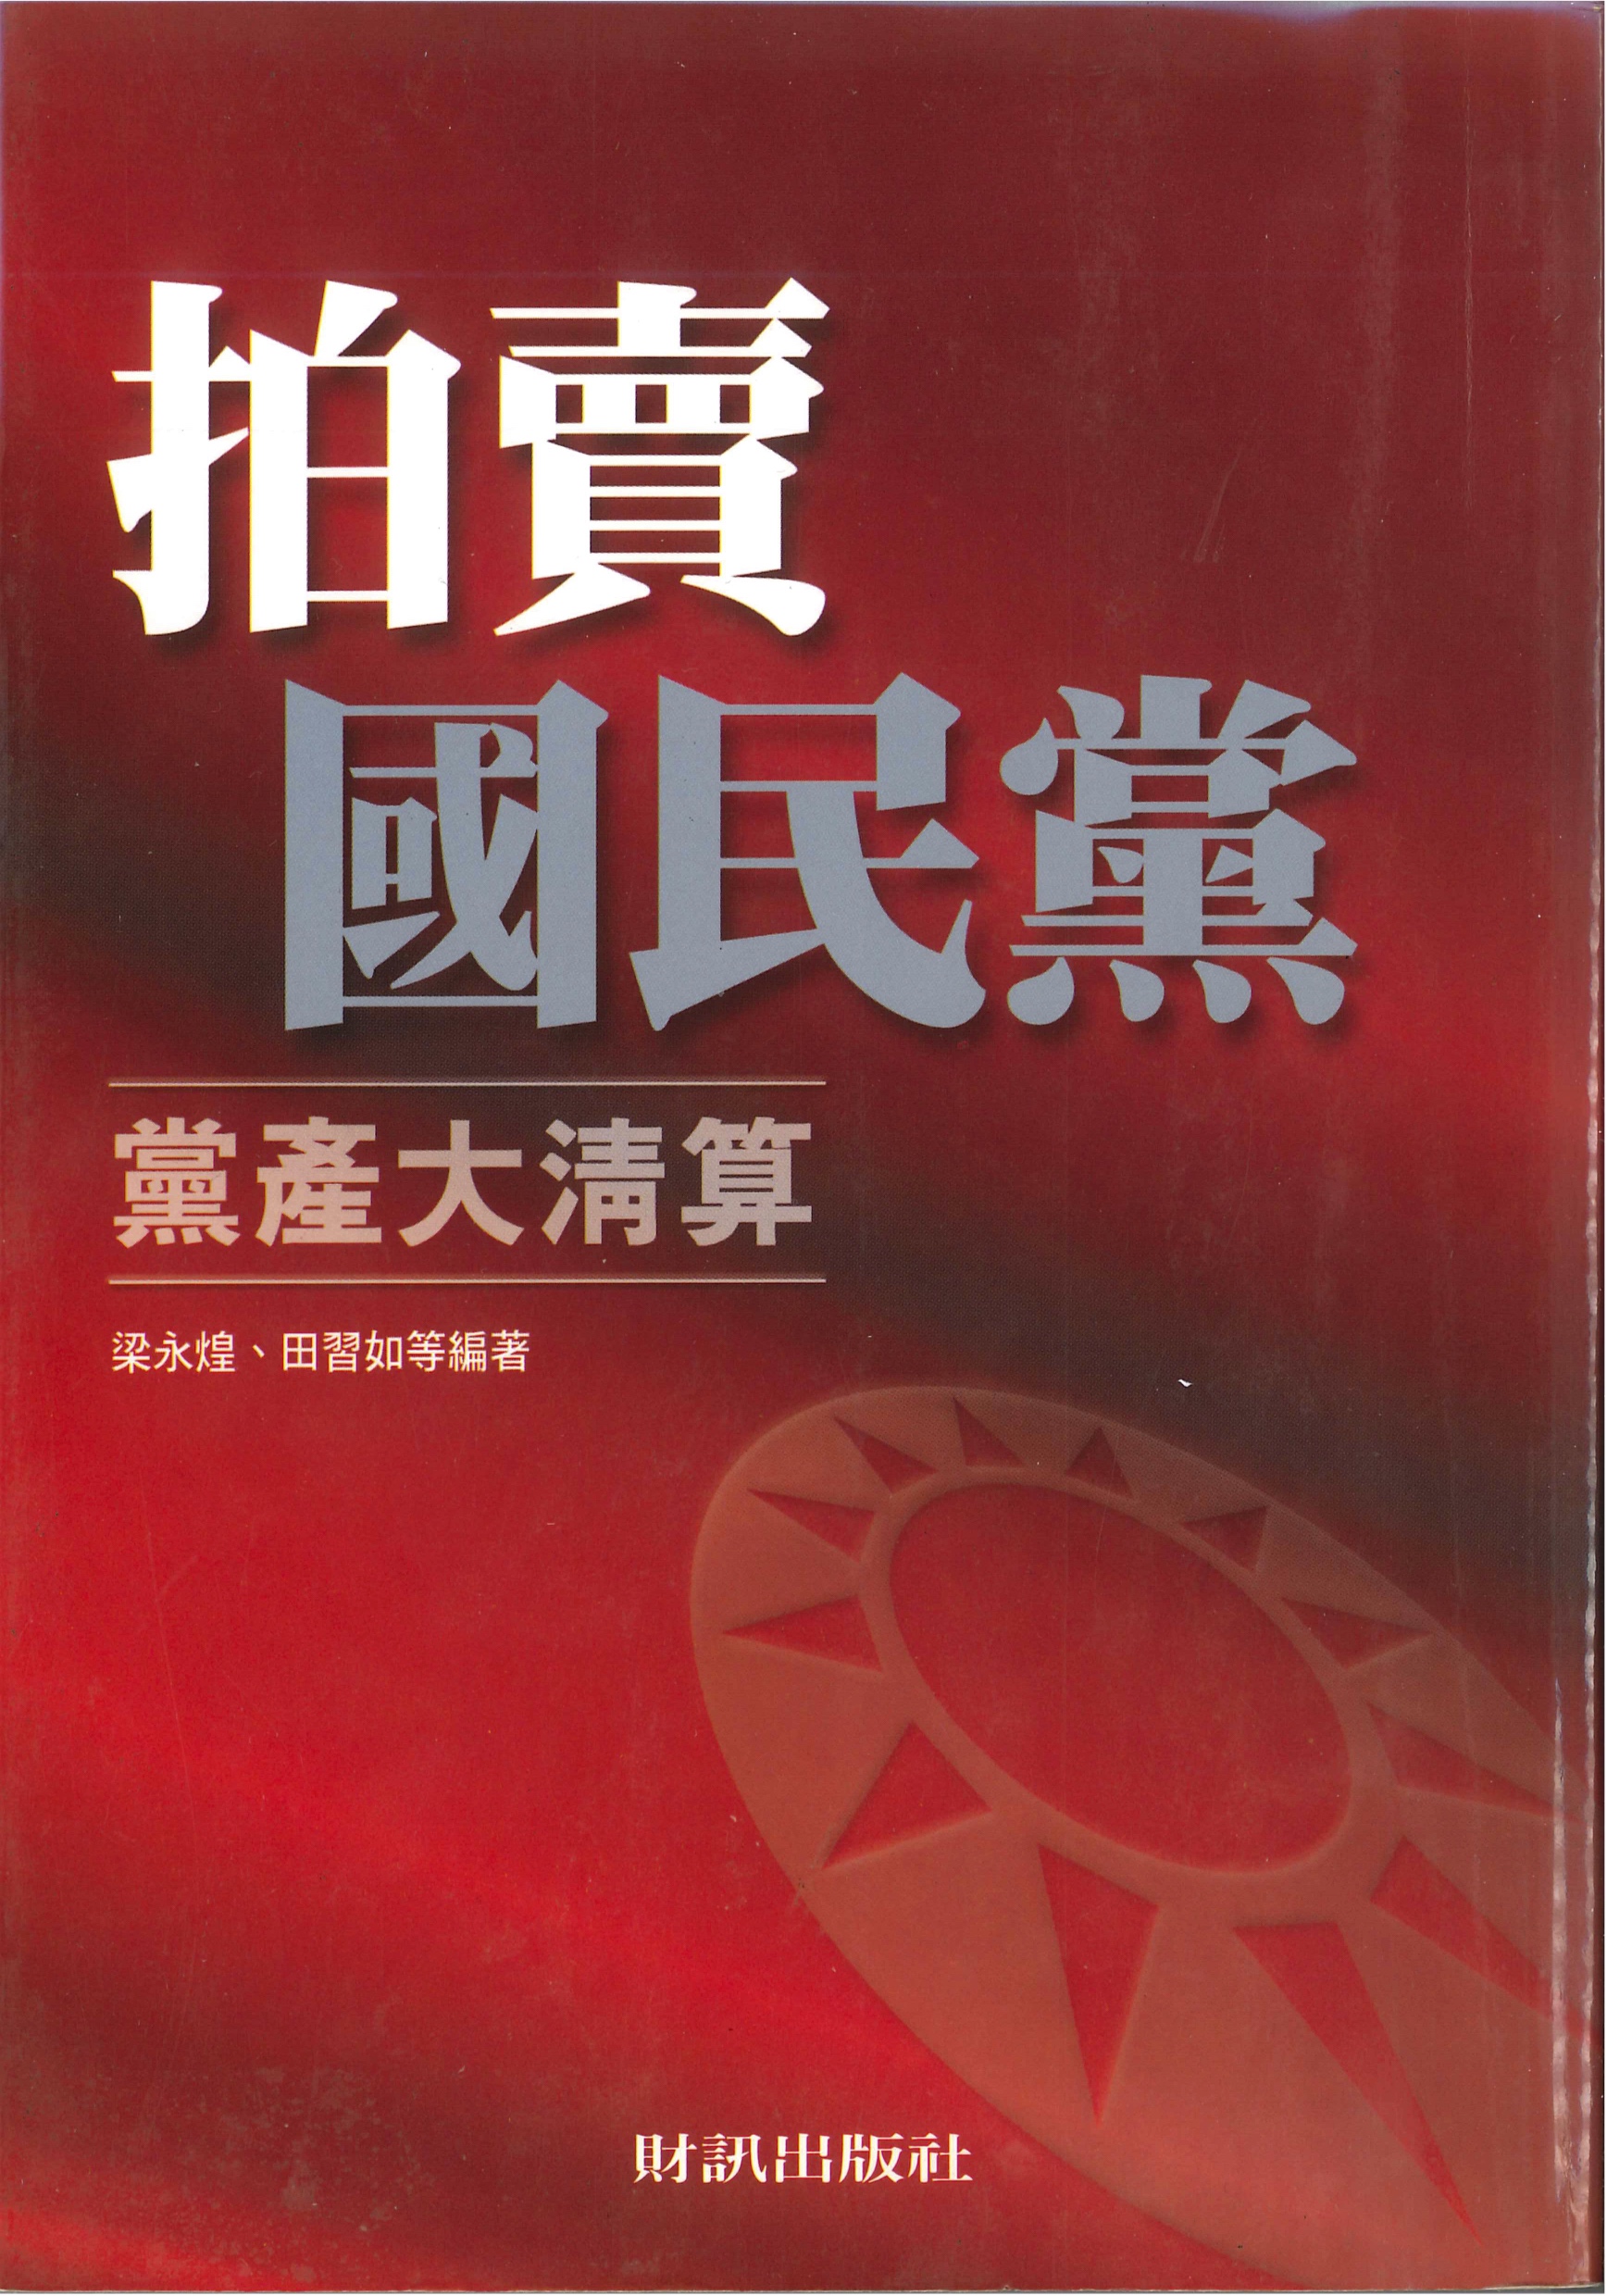 拍賣
國民黨
黨產大清算
梁永煌、田習如等編著
財訊出版社